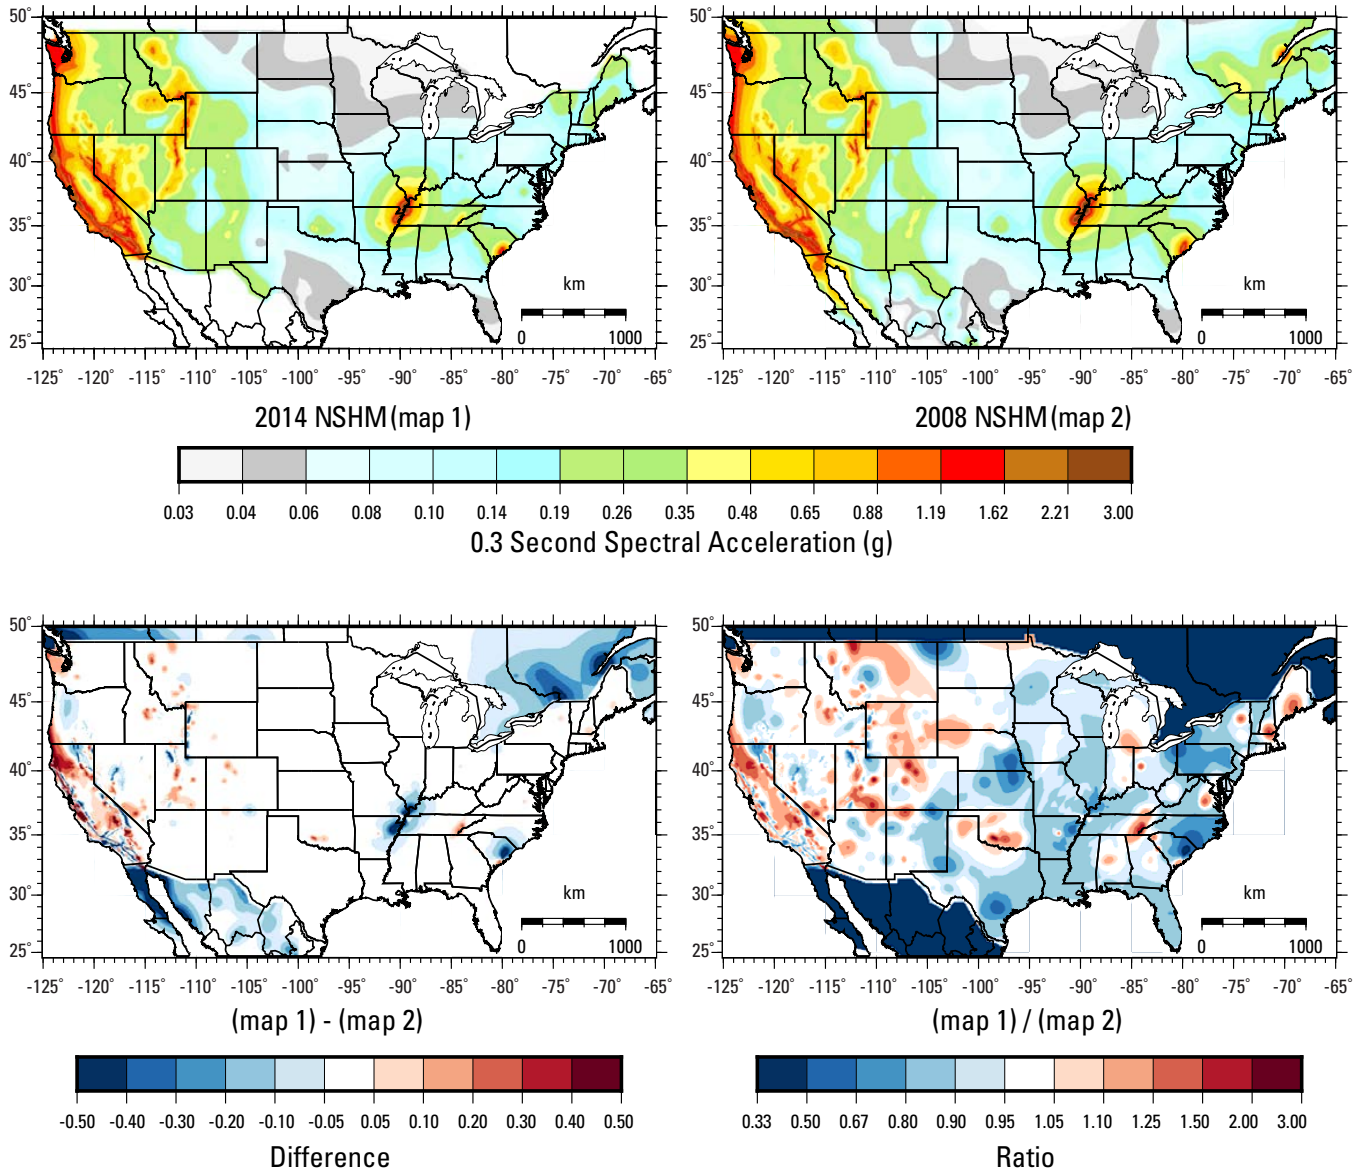 50° 50°
45° 45°
40° 40°
35° 35°
30° 30°
25° 25°
km km
0 1000 0 1000
-125° -120° -115° -110° -105° -100° -95° -90° -85° -80° -75° -70° -65° -125° -120° -115° -110° -105° -100° -95° -90° -85° -80° -75° -70° -65°
2014 NSHM (map 1) 2008 NSHM (map 2)
0.03 0.04 0.06 0.08 0.10 0.14 0.19 0.26 0.35 0.48 0.65 0.88 1.19 1.62 2.21 3.00
0.3 Second Spectral Acceleration (g)
50° 50°
45° 45°
40° 40°
35° 35°
30° 30°
25° 25°
km km
0 1000 0 1000
-125° -120° -115° -110° -105° -100° -95° -90° -85° -80° -75° -70° -65° -125° -120° -115° -110° -105° -100° -95° -90° -85° -80° -75° -70° -65°
(map 1) - (map 2) (map 1) / (map 2)
-0.50 -0.40 -0.30 -0.20 -0.10 -0.05 0.05 0.10 0.20 0.30 0.40 0.50 0.33 0.50 0.67 0.80 0.90 0.95 1.05 1.10 1.25 1.50 2.00 3.00
Difference Ratio